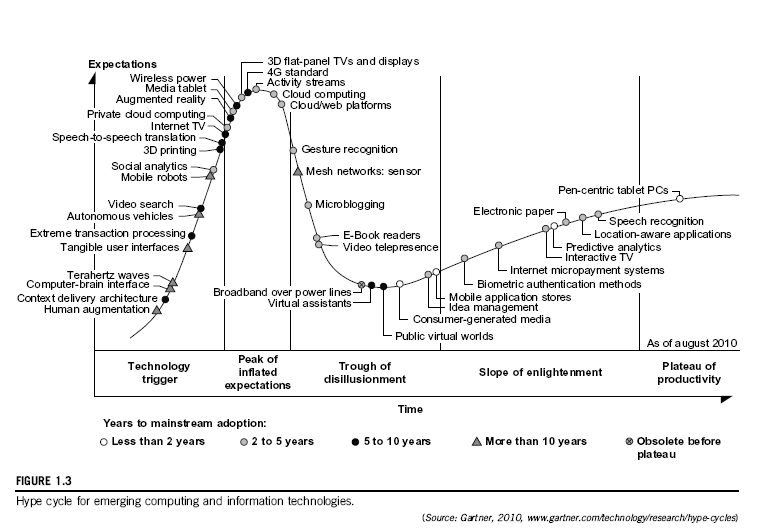 Expectations
3D flat-panel TVs and displays
4G standard
Activity streams
Wireless power
Media tablet
Augmented reality
Cloud computing
Cloud/web platforms
Private cloud computing
Internet TV
Speech-to-speech translation
3D printing
Gesture recognition
Social analytics
Mobile robots
Mesh networks: sensor
Pen-centric tablet PCs
Video search
Autonomous vehicles
Microblogging
Electronic paper
Speech recognition
Extreme transaction processing
Tangible user interfaces
E-Book readers
Video telepresence
Location-aware applications
Predictive analytics
Interactive TV
Terahertz waves
Computer-brain interface
Context delivery architecture
Human augmentation
Internet micropayment systems
Biometric authentication methods
Broadband over power lines
Virtual assistants
Mobile application stores
Idea management
Consumer-generated media
Public virtual worlds
As of august 2010
Technology
trigger
Peak of
inflated
expectations
Trough of
disillusionment
Slope of enlightenment
Plateau of
productivity
Time
Years to mainstream adoption:
Less than 2 years
2 to 5 years
5 to 10 years
More than 10 years
Obsolete before
plateau
FIGURE 1.3
Hype cycle for emerging computing and information technologies.
(Source: Gartner, 2010, www.gartner.com/technology/research/hype-cycles)